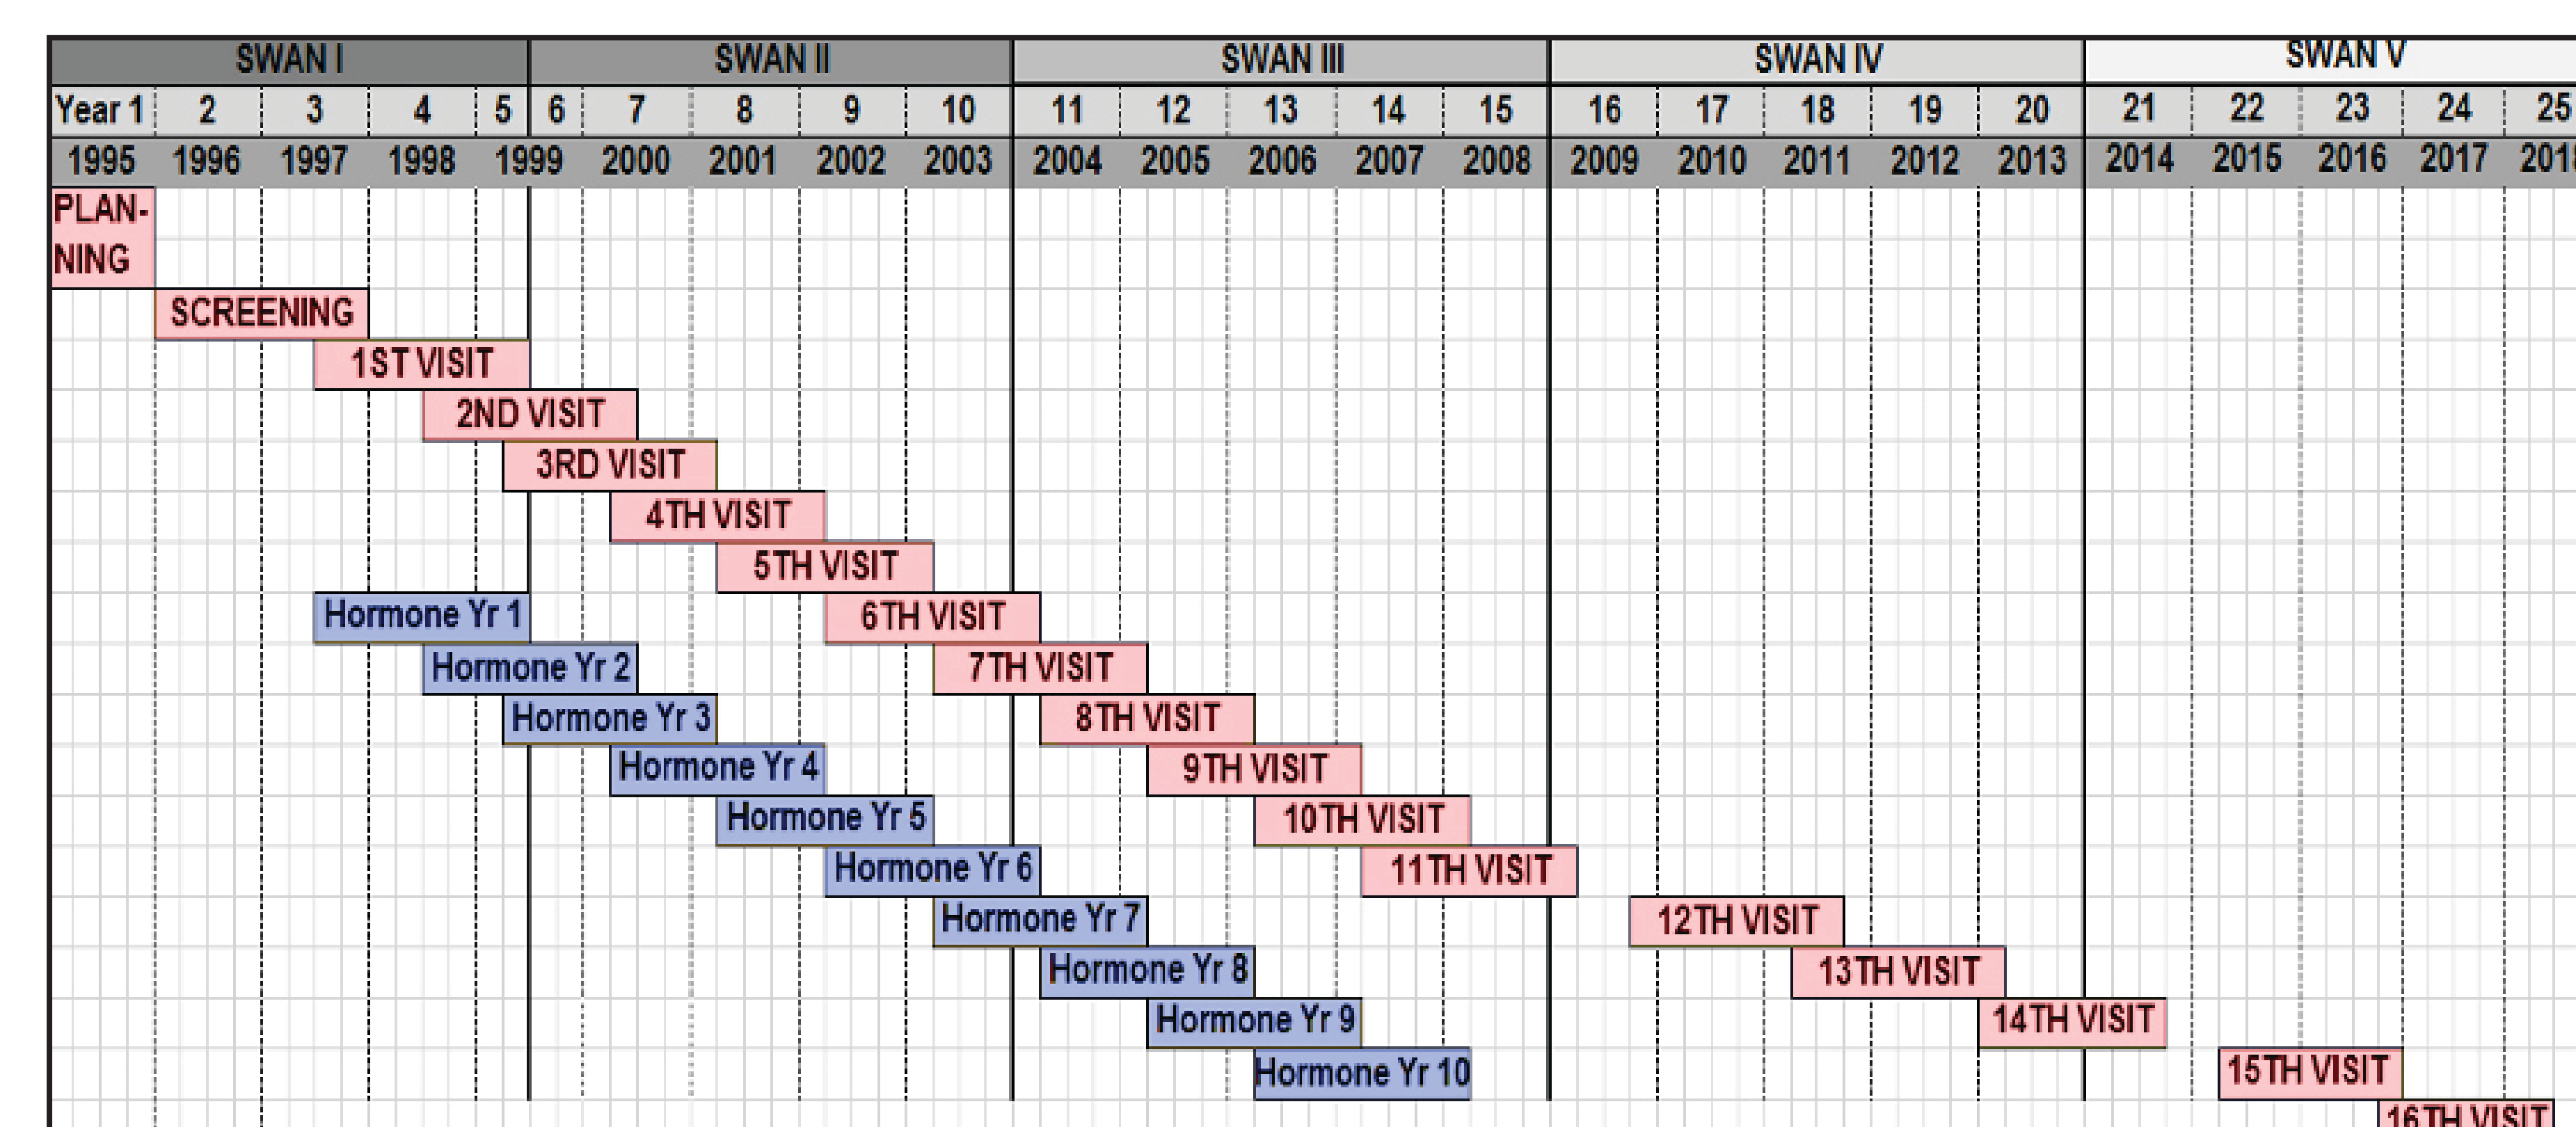 SWAN I SWAN II SWAN III SWAN IV SWAN V
Year 1 2 3 4 5 6 7 8 9 10 11 12 13 14 15 16 17 18 19 20 21 22 23 24 25
1995 1996 1997 1998 1999 2000 2001 2002 2003 2004 2005 2006 2007 2008 2009 2010 2011 2012 2013 2014 2015 2016 2017 2018
PLAN-
NING
SCREENING
1ST VISIT
2ND VISIT
3RD VISIT
4TH VISIT
5TH VISIT
Hormone Yr 1 6TH VISIT
Hormone Yr 2 7TH VISIT
Hormone Yr 3 8TH VISIT
Hormone Yr 4 9TH VISIT
Hormone Yr 5 10TH VISIT
Hormone Yr 6 11TH VISIT
Hormone Yr 7 12TH VISIT
Hormone Yr 8 13TH VISIT
Hormone Yr 9 14TH VISIT
Hormone Yr 10 15TH VISIT
16TH VISIT